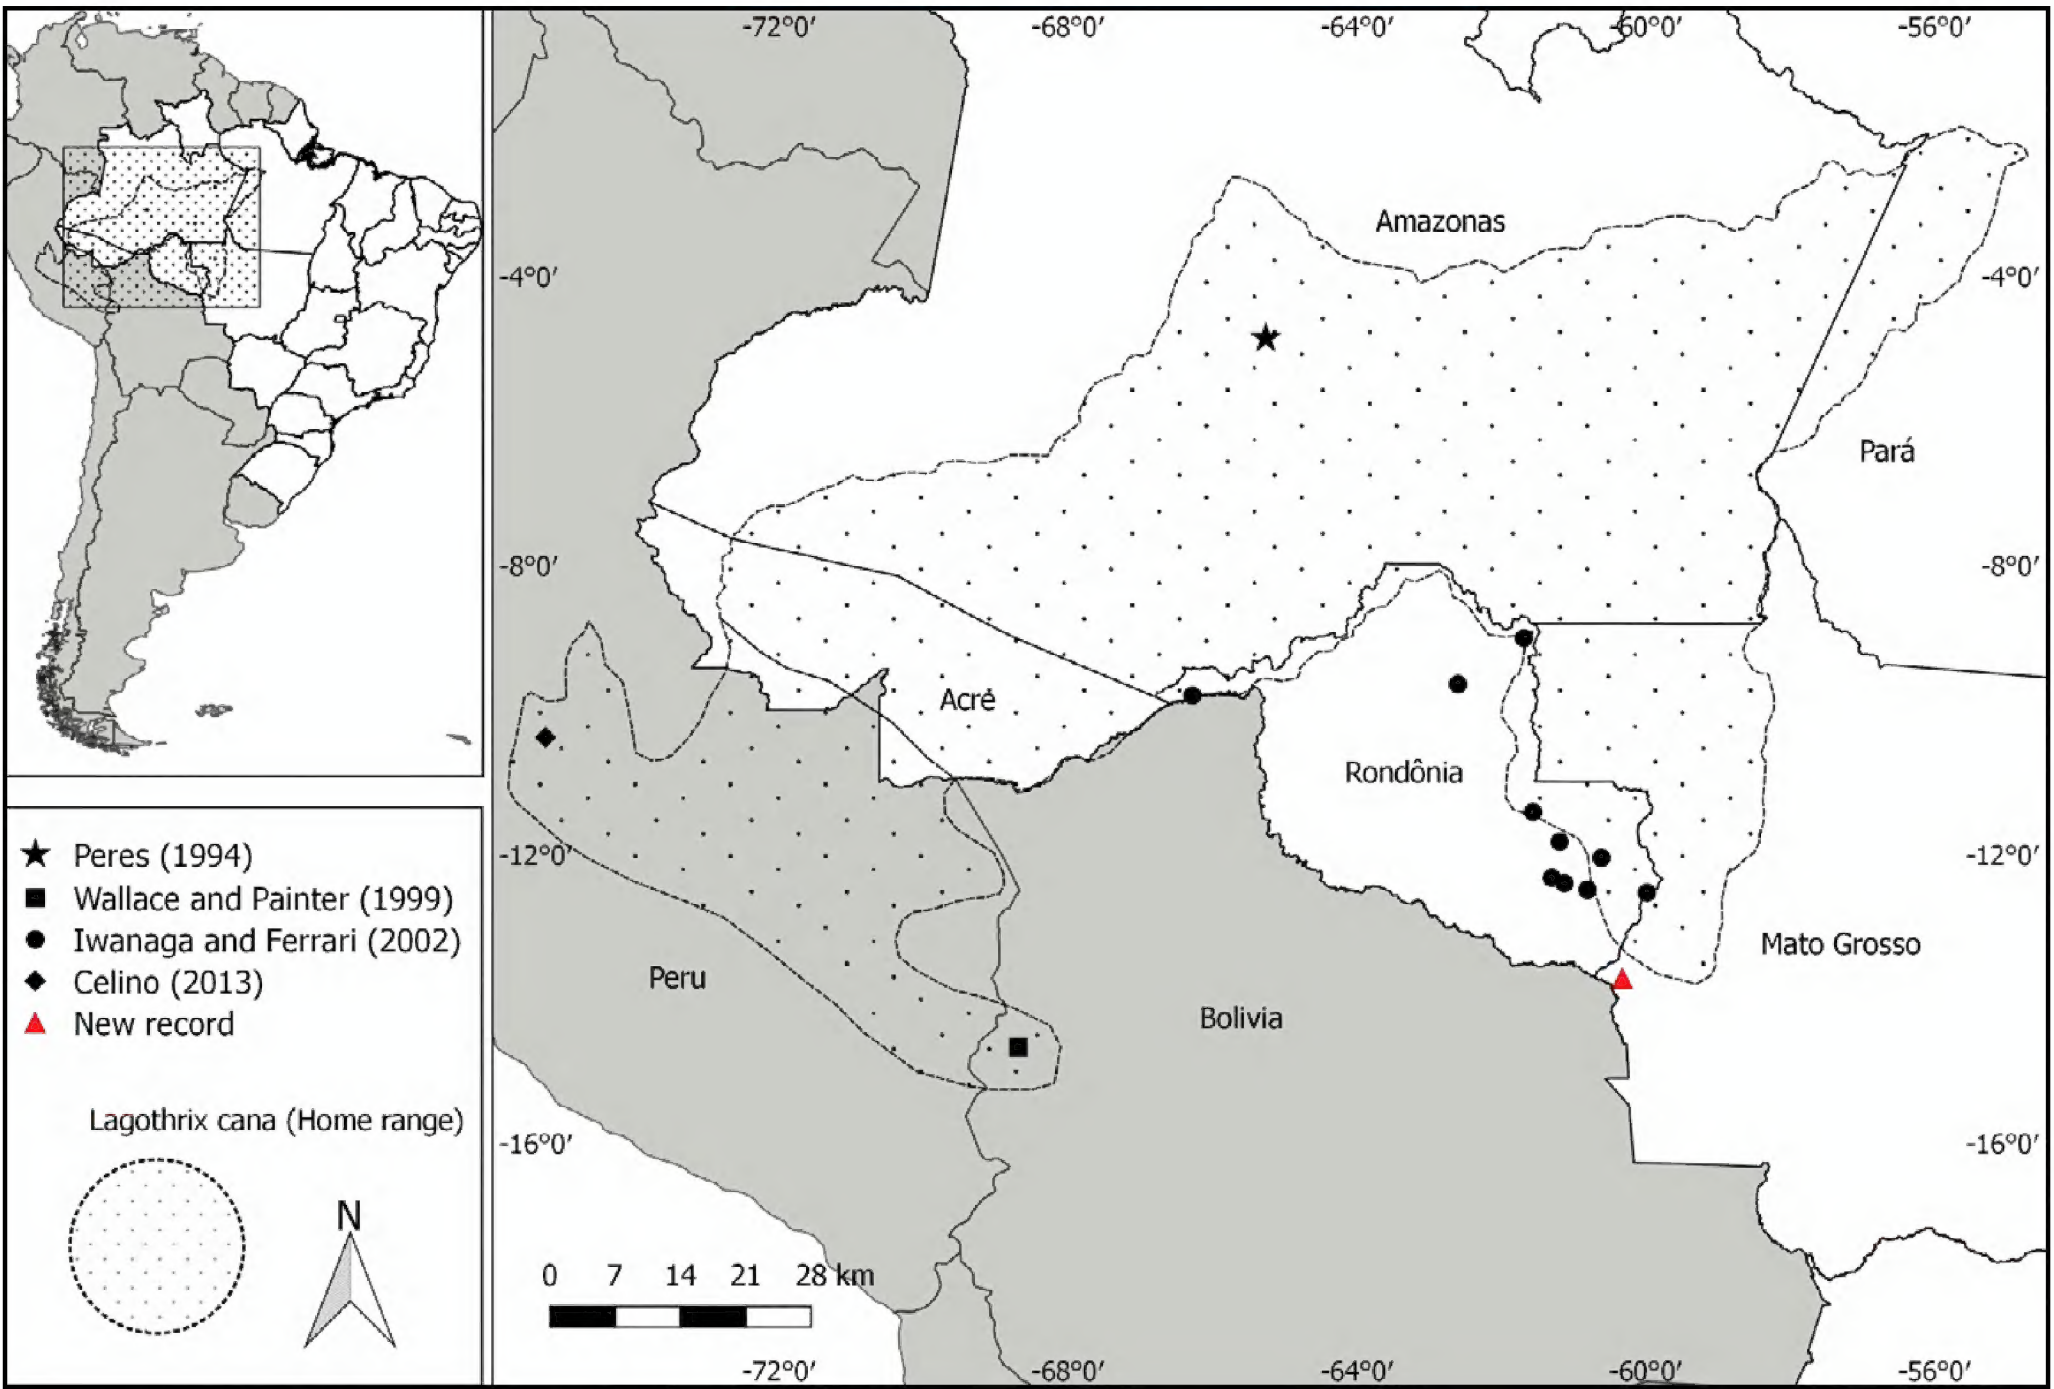 -72°0′ -68°0′ -64°0′ -60°0′ -56°0′
Amazonas
-4°0′ -4°0′
Pará
-8°0′ -8°0′
Acre
Rondônia
-12°0′ -12°0′
Mato Grosso
Peru
Bolivia
-16°0′ -16°0′
0 7 14 21 28 km
-72°0′ -68°0′ -64°0′ -60°0′ -56°0′
Peres (1994)
Wallace and Painter (1999)
Iwanaga and Ferrari (2002)
Celino (2013)
New record
Lagothrix cana (Home range)
N